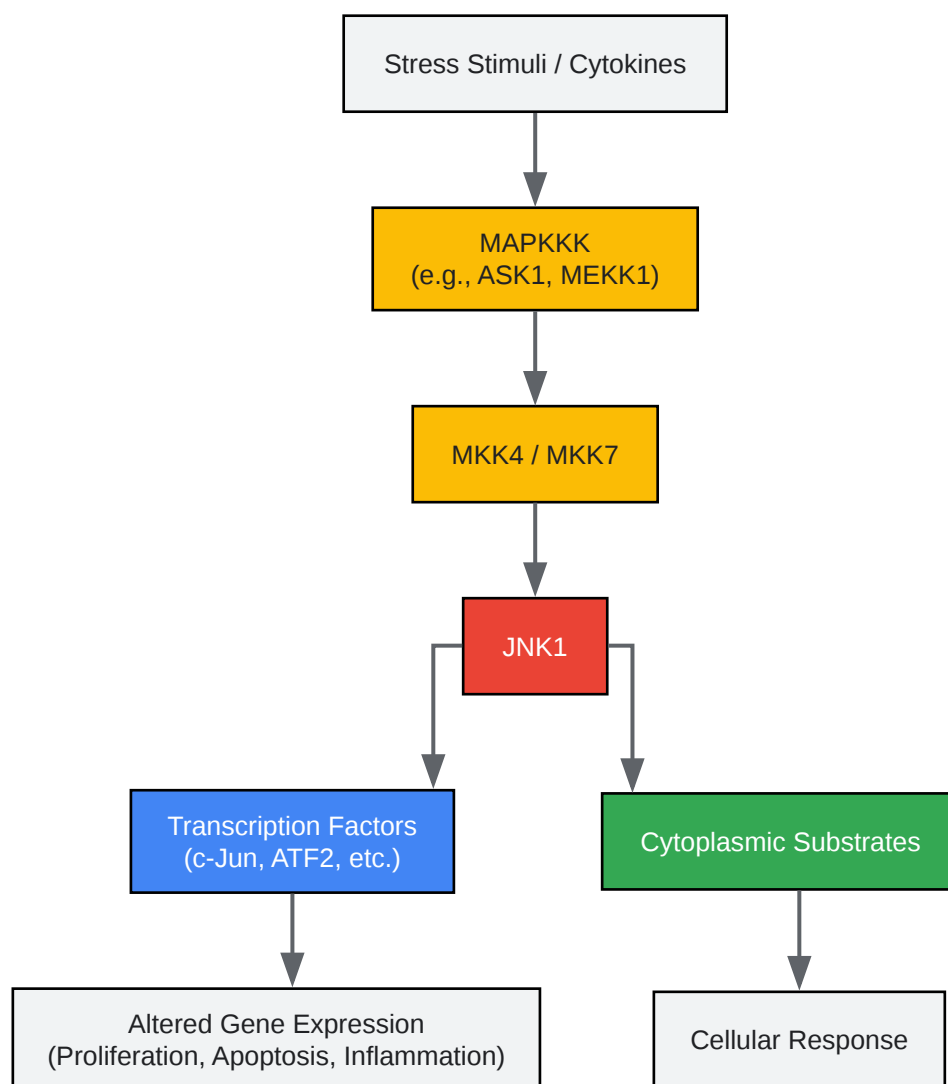 Stress Stimuli / Cytokines
MAPKKK
(e.g., ASK1, MEKK1)
MKK4 / MKK7
JNK1
Transcription Factors
(c-Jun, ATF2, etc.)
Cytoplasmic Substrates
Altered Gene Expression
(Proliferation, Apoptosis, Inflammation)
Cellular Response